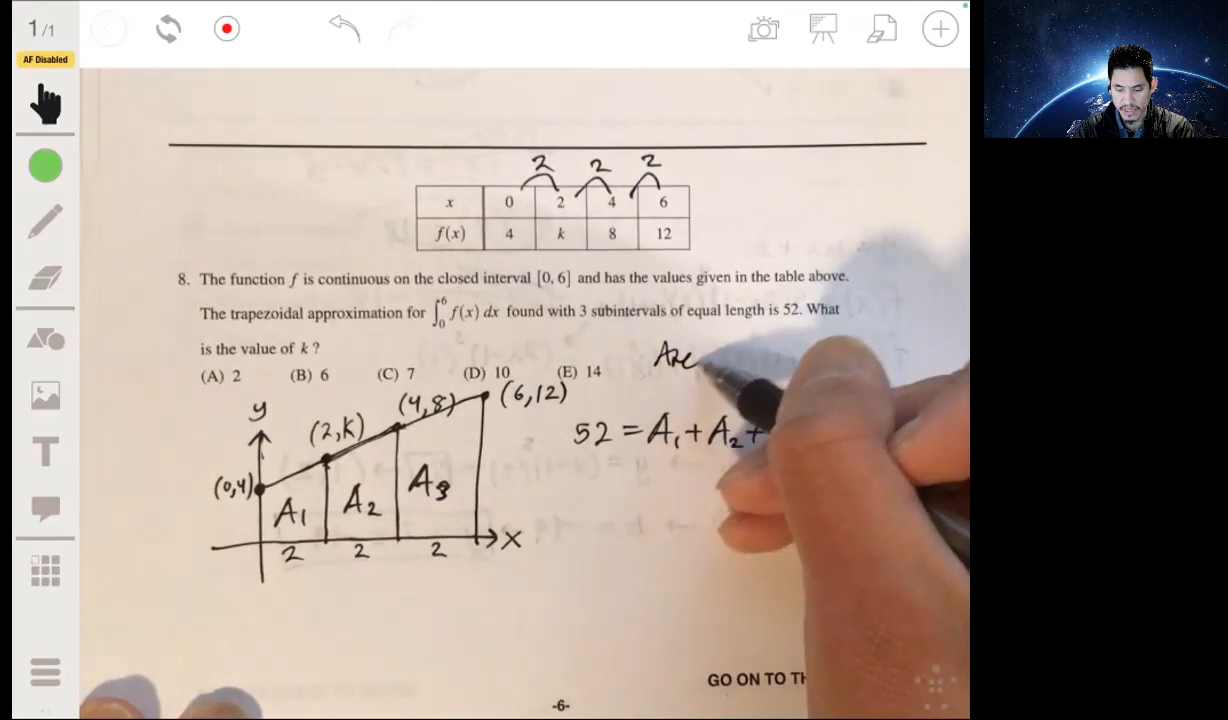 1/1
AF Disabled
2 2 2
x 0 2 4 6
f(x) 4 k 8 12
8. The function f is continuous on the closed interval [0, 6] and has the values given in the table above.
The trapezoidal approximation for ∫₀⁶ f(x) dx found with 3 subintervals of equal length is 52. What
is the value of k ?
(A) 2 (B) 6 (C) 7 (D) 10 (E) 14
Are
y (2,K) (4,8) (6,12)
52 = A₁ + A₂ +
(0,4) A₁ A₂ A₃
2 2 2 X
T
GO ON TO TH
-6-